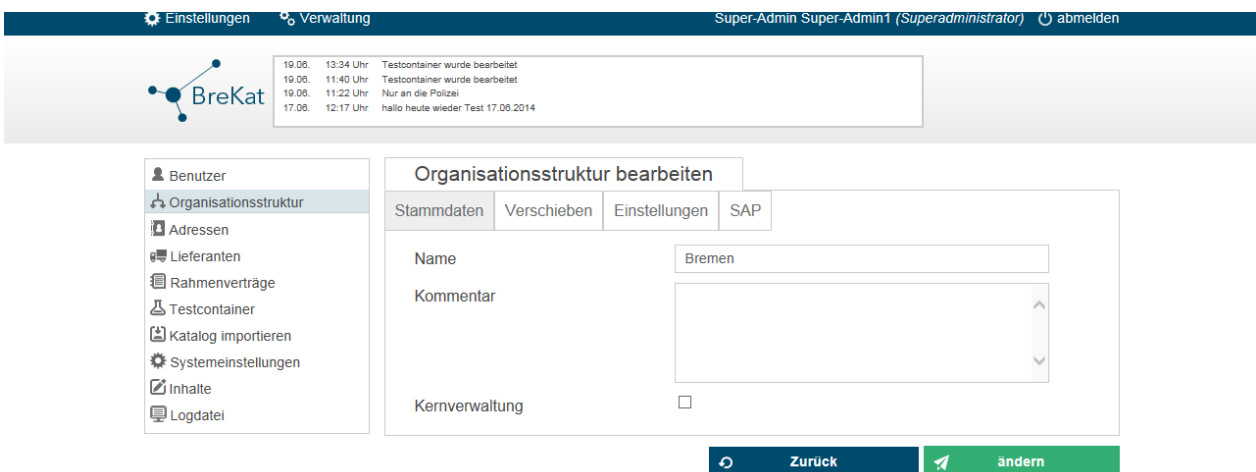 Einstellungen Verwaltung Super-Admin Super-Admin1 (Superadministrator) abmelden
BreKat
19.06. 13:34 Uhr Testcontainer wurde bearbeitet
19.06. 11:40 Uhr Testcontainer wurde bearbeitet
19.06. 11:22 Uhr Nur an die Polizei
17.06. 12:17 Uhr hallo heute wieder Test 17.06.2014
Benutzer
Organisationsstruktur
Adressen
Lieferanten
Rahmenverträge
Testcontainer
Katalog importieren
Systemeinstellungen
Inhalte
Logdatei
Organisationsstruktur bearbeiten
Stammdaten Verschieben Einstellungen SAP
Name Bremen
Kommentar
Kernverwaltung
Zurück ändern